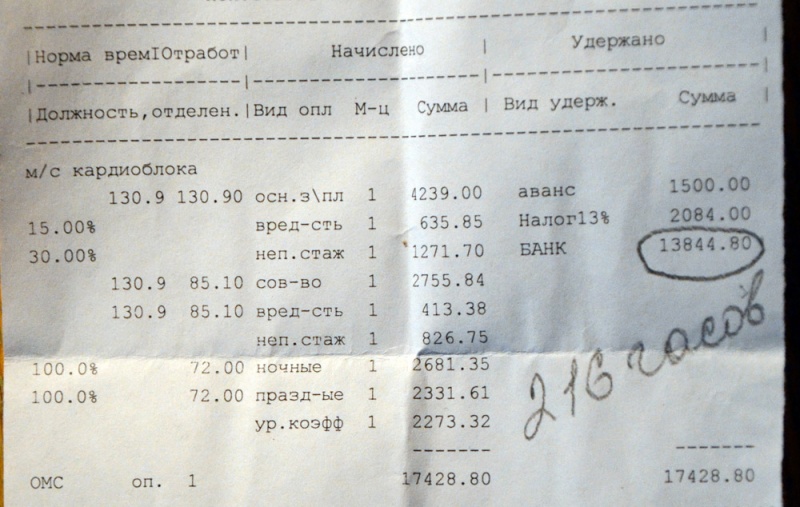 |Норма времIОтработ| Начислено | Удержано |
|Должность,отделен.|Вид опл М-ц Сумма | Вид удерж. Сумма |
м/с кардиоблока
130.9 130.90 осн.з\пл 1 4239.00 аванс 1500.00
15.00% вред-сть 1 635.85 Налог13% 2084.00
30.00% неп.стаж 1 1271.70 БАНК 13844.80
130.9 85.10 сов-во 1 2755.84
130.9 85.10 вред-сть 1 413.38
неп.стаж 1 826.75
100.0% 72.00 ночные 1 2681.35
100.0% 72.00 празд-ые 1 2331.61
ур.коэфф 1 2273.32
216 часов
ОМС оп. 1 17428.80 17428.80